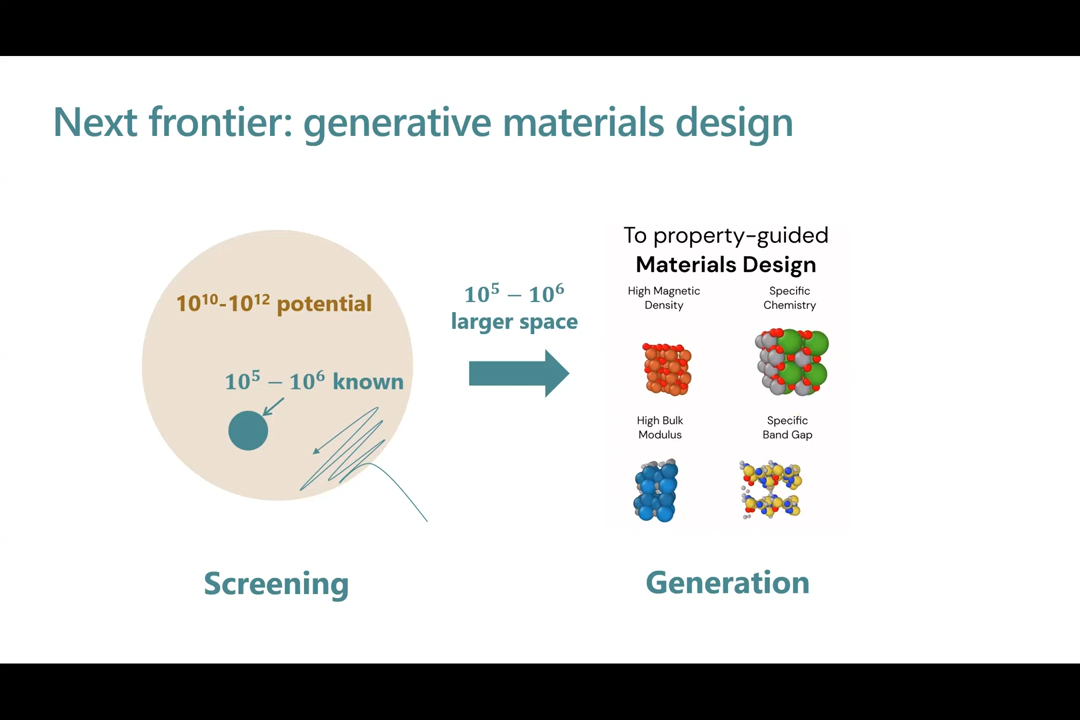 Next frontier: generative materials design
10¹⁰-10¹² potential
10⁵ – 10⁶ known
Screening
10⁵ – 10⁶
larger space
To property-guided
Materials Design
High Magnetic
Density
Specific
Chemistry
High Bulk
Modulus
Specific
Band Gap
Generation